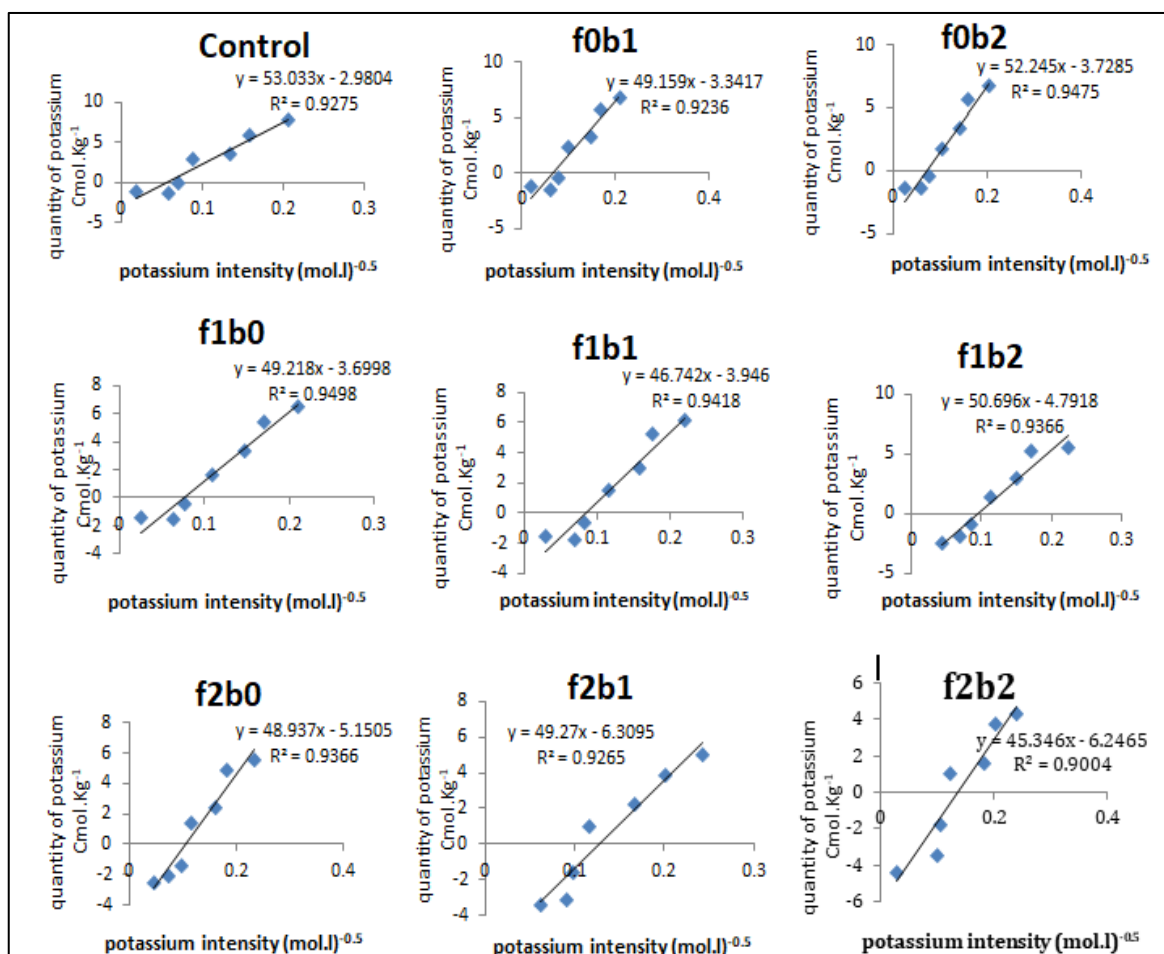 Control
y = 53.033x - 2.9804
R² = 0.9275
quantity of potassium
Cmol.Kg⁻¹
10
5
0
-5
0
0.1
0.2
0.3
potassium intensity (mol.l)⁻⁰·⁵
f0b1
y = 49.159x - 3.3417
R² = 0.9236
quantity of potassium
Cmol.Kg⁻¹
10
5
0
-5
0
0.2
0.4
potassium intensity (mol.l)⁻⁰·⁵
f0b2
y = 52.245x - 3.7285
R² = 0.9475
quantity of potassium
Cmol.Kg⁻¹
10
5
0
-5
0
0.2
0.4
potassium intensity (mol.l)⁻⁰·⁵
f1b0
y = 49.218x - 3.6998
R² = 0.9498
quantity of potassium
Cmol.Kg⁻¹
8
6
4
2
0
-2
-4
0
0.1
0.2
0.3
potassium intensity (mol.l)⁻⁰·⁵
f1b1
y = 46.742x - 3.946
R² = 0.9418
quantity of potassium
Cmol.Kg⁻¹
8
6
4
2
0
-2
-4
0
0.1
0.2
0.3
potassium intensity (mol.l)⁻⁰·⁵
f1b2
y = 50.696x - 4.7918
R² = 0.9366
quantity of potassium
Cmol.Kg⁻¹
10
5
0
-5
0
0.1
0.2
0.3
potassium intensity (mol.l)⁻⁰·⁵
f2b0
y = 48.937x - 5.1505
R² = 0.9366
quantity of potassium
Cmol.Kg⁻¹
8
6
4
2
0
-2
-4
0
0.2
0.4
potassium intensity (mol.l)⁻⁰·⁵
f2b1
y = 49.27x - 6.3095
R² = 0.9265
quantity of potassium
Cmol.Kg⁻¹
8
6
4
2
0
-2
-4
0
0.1
0.2
0.3
potassium intensity (mol.l)⁻⁰·⁵
f2b2
y = 45.346x - 6.2465
R² = 0.9004
quantity of potassium
Cmol.Kg⁻¹
6
4
2
0
-2
-4
-6
0
0.2
0.4
potassium intensity (mol.l)⁻⁰·⁵